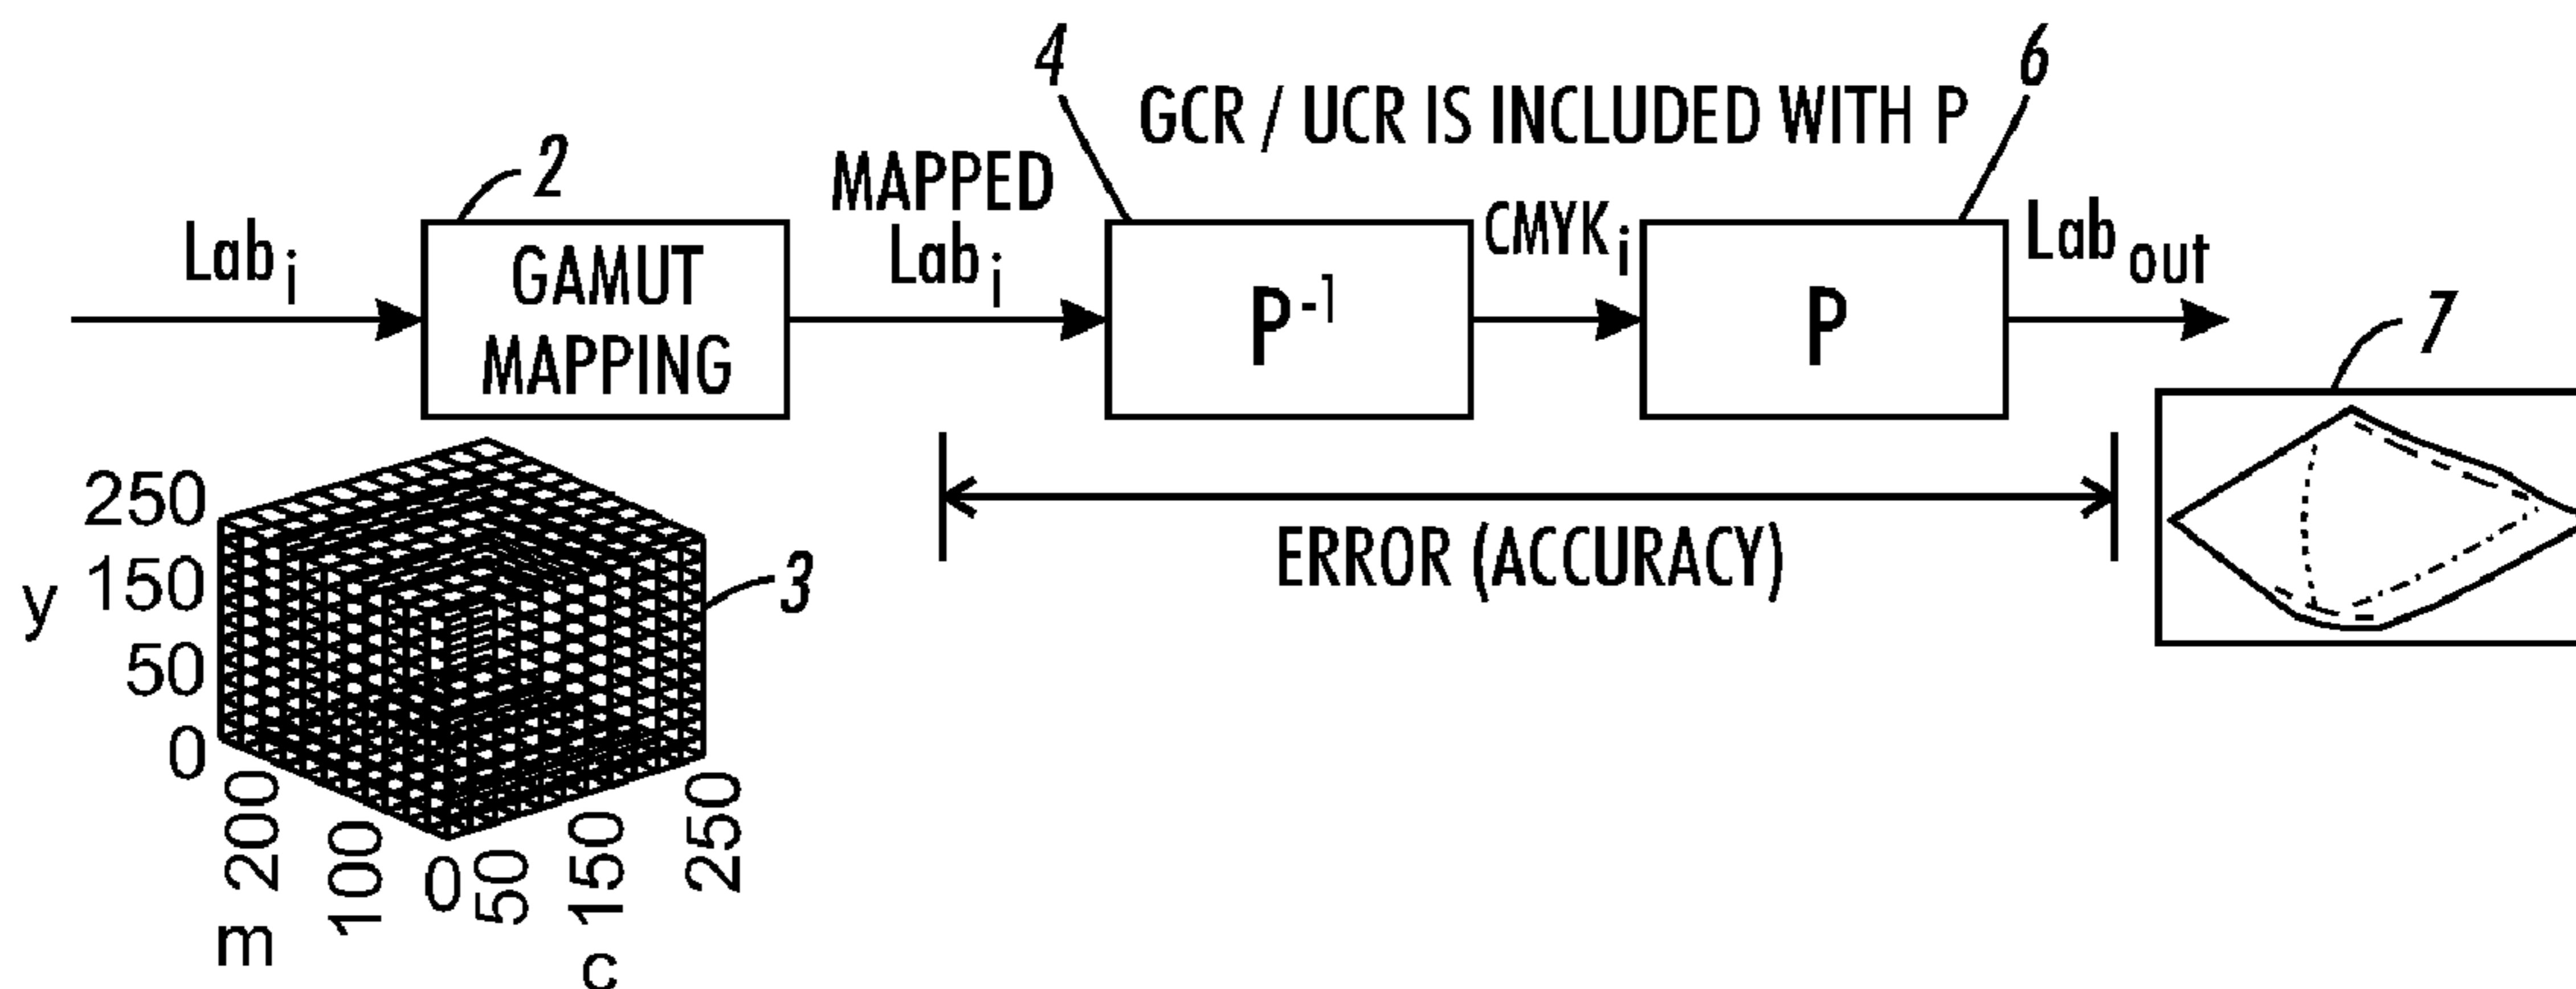 4
GCR / UCR IS INCLUDED WITH P
6
2
MAPPED
Lab i
Lab i
CMYK i
Lab out
GAMUT
MAPPING
P -1
P
7
ERROR (ACCURACY)
3
250
150
y
50
0
200
100
0
50
150
250
m
c